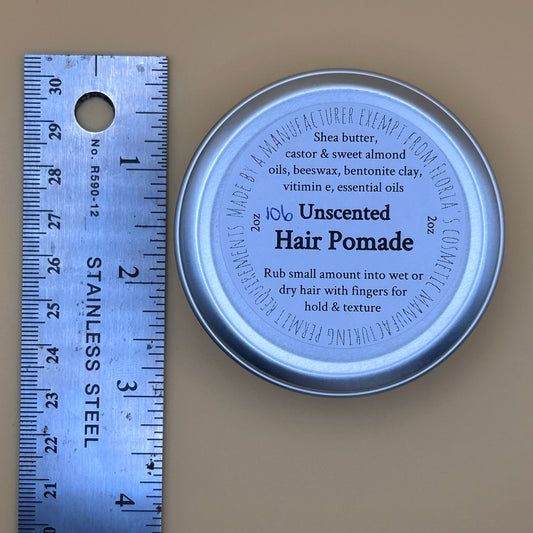 30
29
28
27
26
25
24
23
22
21
No. R590-12
STAINLESS STEEL
1
2
3
4
MADE BY A MANUFACTURER EXEMPT FROM FLORIA'S COSMETIC MANUFACTURING PERMIT REQUIREMENTS
Shea butter,
castor & sweet almond
oils, beeswax, bentonite clay,
vitamin e, essential oils
2oz
106 Unscented
2oz
Hair Pomade
Rub small amount into wet or
dry hair with fingers for
hold & texture